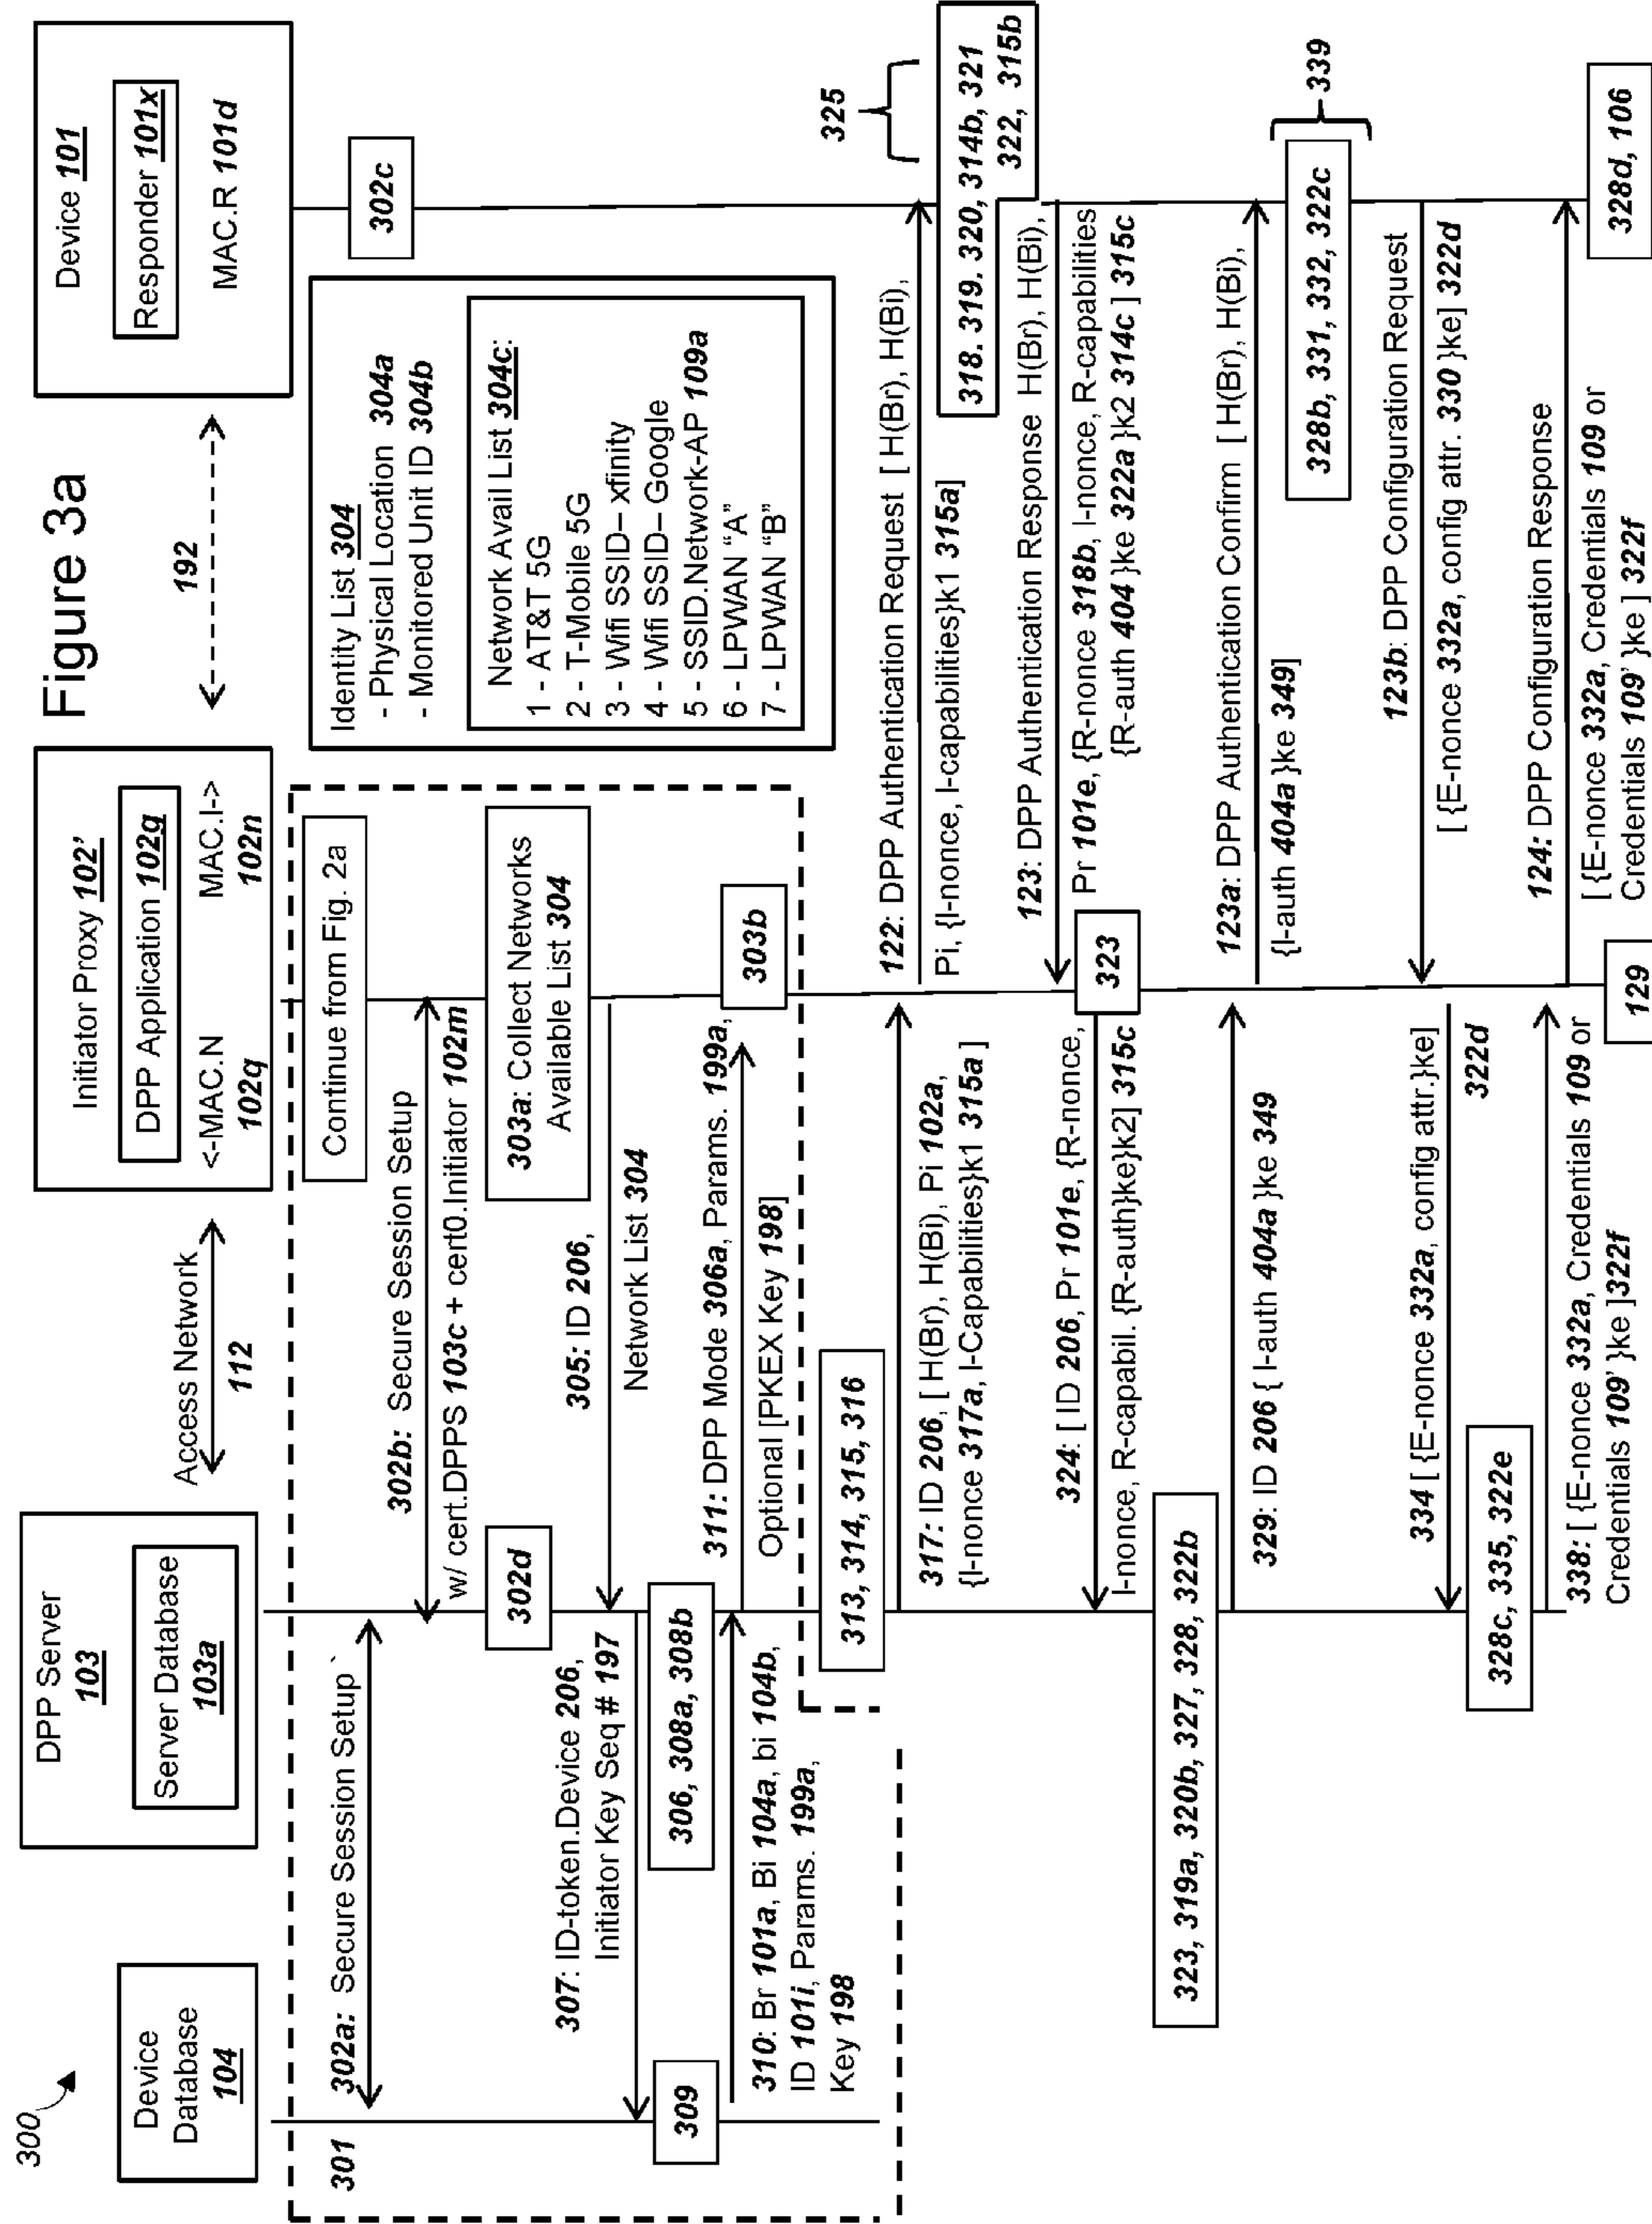 Figure 3a
300
Device
Database
104
DPP Server
103
Server Database
103a
Access Network
112
Initiator Proxy 102'
DPP Application 102g
<-MAC.N
102q
MAC.I->
102n
192
Device 101
Responder 101x
MAC.R 101d
301
302a: Secure Session Setup `
Continue from Fig. 2a
302b: Secure Session Setup
w/ cert.DPPS 103c + cert0.Initiator 102m
302c
302d
303a: Collect Networks
Available List 304
Identity List 304
- Physical Location 304a
- Monitored Unit ID 304b
Network Avail List 304c:
1 - AT&T 5G
2 - T-Mobile 5G
3 - Wifi SSID– xfinity
4 – Wifi SSID– Google
5 – SSID.Network-AP 109a
6 – LPWAN “A”
7 – LPWAN “B”
305: ID 206,
Network List 304
307: ID-token.Device 206,
Initiator Key Seq # 197
306, 308a, 308b
309
310: Br 101a, Bi 104a, bi 104b,
ID 101i, Params. 199a,
Key 198
311: DPP Mode 306a, Params. 199a,
Optional [PKEX Key 198]
303b
313, 314, 315, 316
317: ID 206, [ H(Br), H(Bi), Pi 102a,
{I-nonce 317a, I-Capabilities}k1 315a ]
122: DPP Authentication Request [ H(Br), H(Bi),
Pi, {I-nonce, I-capabilities}k1 315a]
325
318. 319. 320, 314b, 321
322, 315b
123: DPP Authentication Response H(Br), H(Bi),
Pr 101e, {R-nonce 318b, I-nonce, R-capabilities
{R-auth 404 }ke 322a }k2 314c ] 315c
323
324: [ ID 206, Pr 101e, {R-nonce,
I-nonce, R-capabil. {R-auth}ke}k2] 315c
323, 319a, 320b, 327, 328, 322b
329: ID 206 { I-auth 404a }ke 349
123a: DPP Authentication Confirm [ H(Br), H(Bi),
{I-auth 404a }ke 349]
328b, 331, 332, 322c
339
123b: DPP Configuration Request
[ {E-nonce 332a, config attr. 330 }ke] 322d
334 [ {E-nonce 332a, config attr.}ke]
322d
328c, 335, 322e
338: [ {E-nonce 332a, Credentials 109 or
Credentials 109’ }ke ]322f
124: DPP Configuration Response
[ {E-nonce 332a, Credentials 109 or
Credentials 109’ }ke ] 322f
129
328d, 106